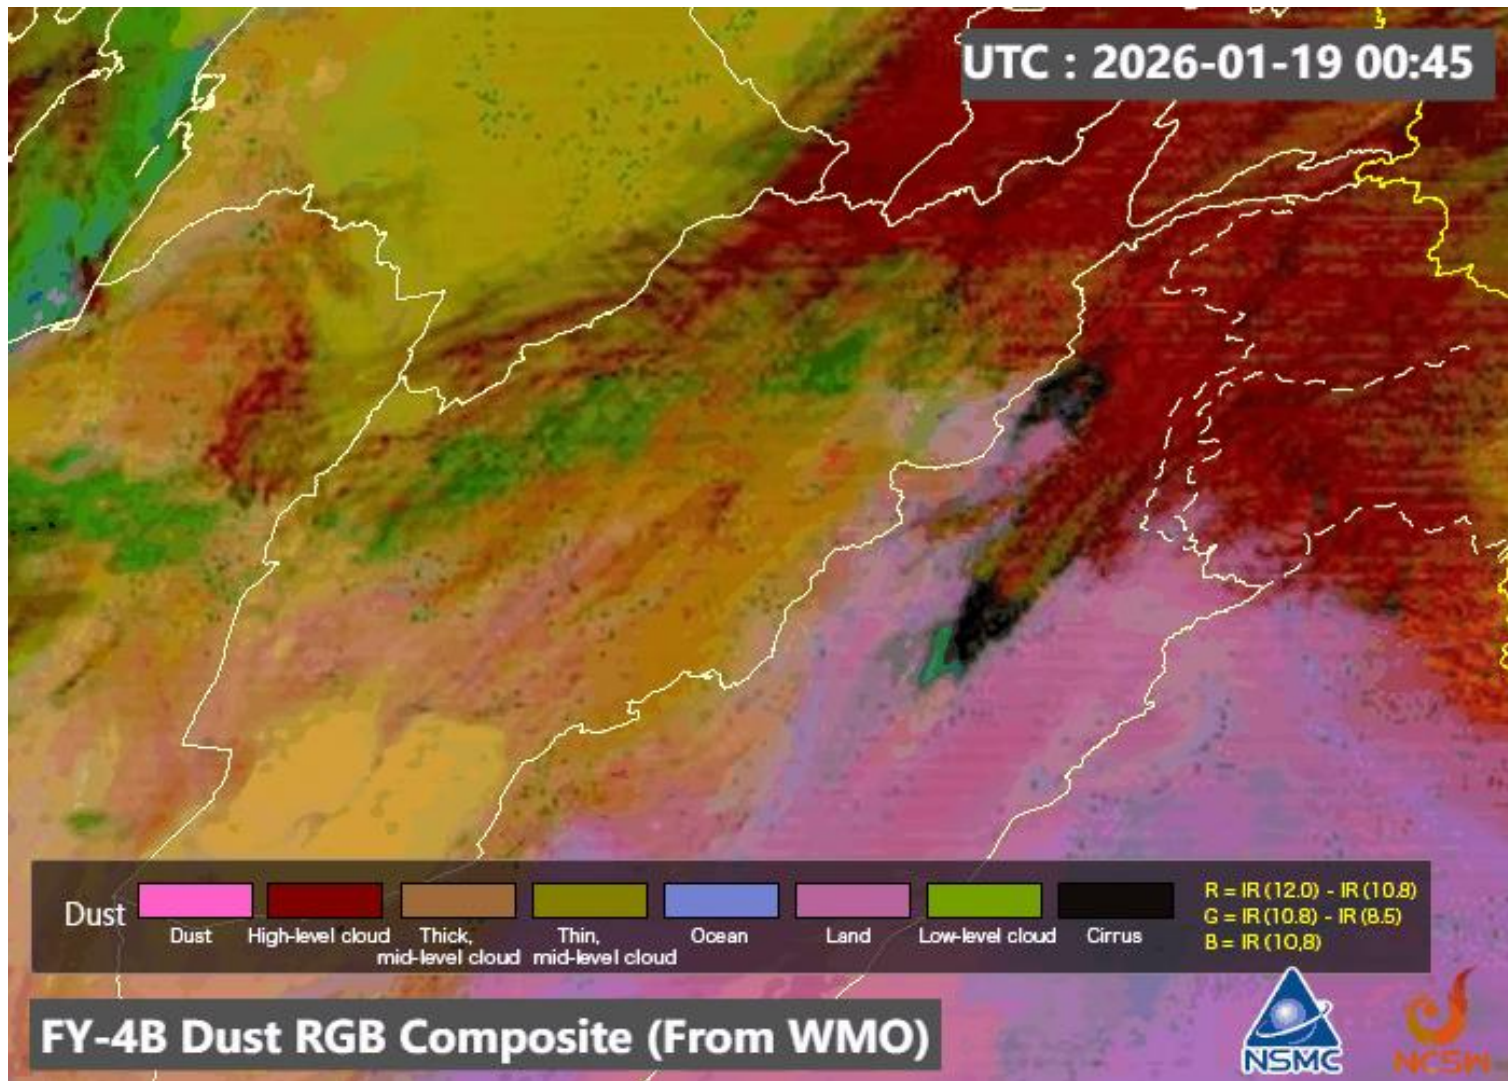 UTC : 2026-01-19 00:45
Dust
Dust
High-level cloud
Thick,
mid-level cloud
Thin,
mid-level cloud
Ocean
Land
Low-level cloud
Cirrus
R = IR (12.0) - IR (10.8)
G = IR (10.8) - IR (8.5)
B = IR (10,8)
FY-4B Dust RGB Composite (From WMO)
NSMC
NCSW